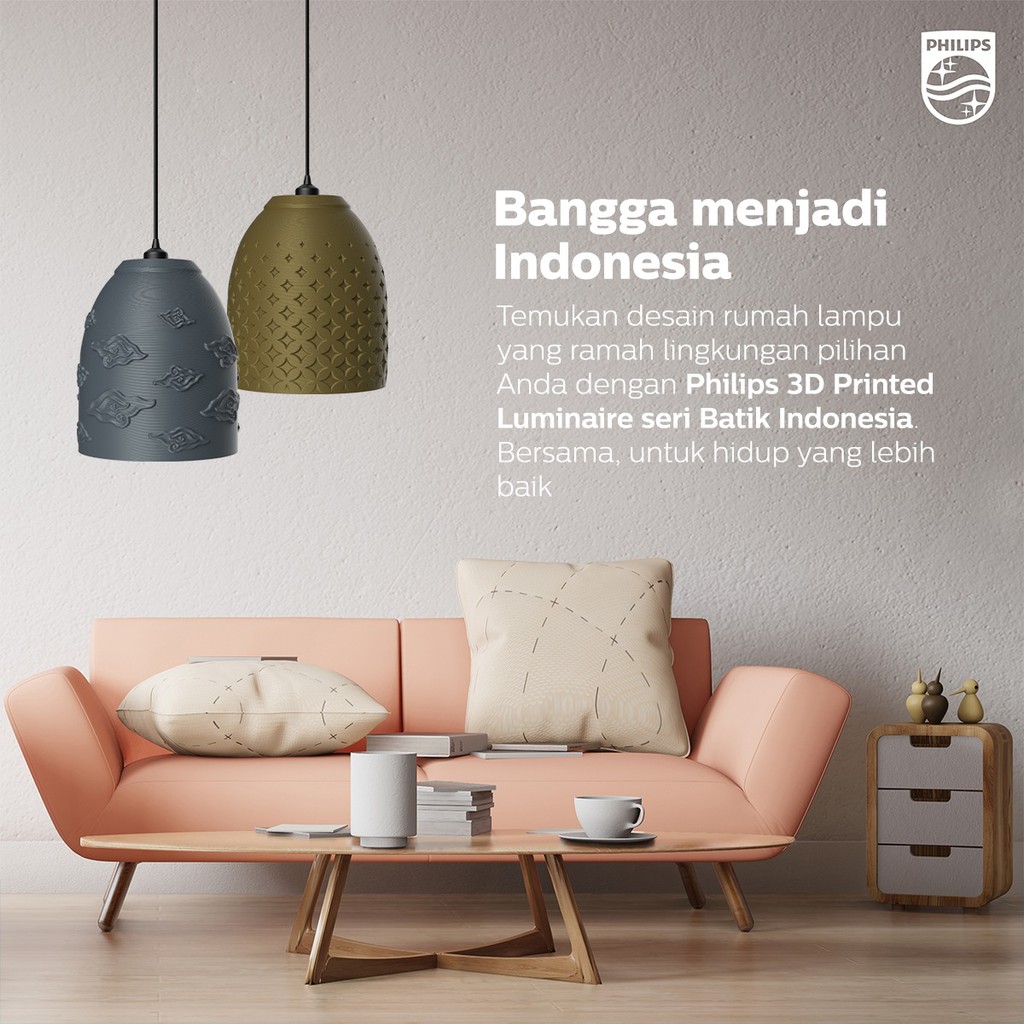 PHILIPS
Bangga menjadi
Indonesia
Temukan desain rumah lampu
yang ramah lingkungan pilihan
Anda dengan Philips 3D Printed
Luminaire seri Batik Indonesia.
Bersama, untuk hidup yang lebih
baik